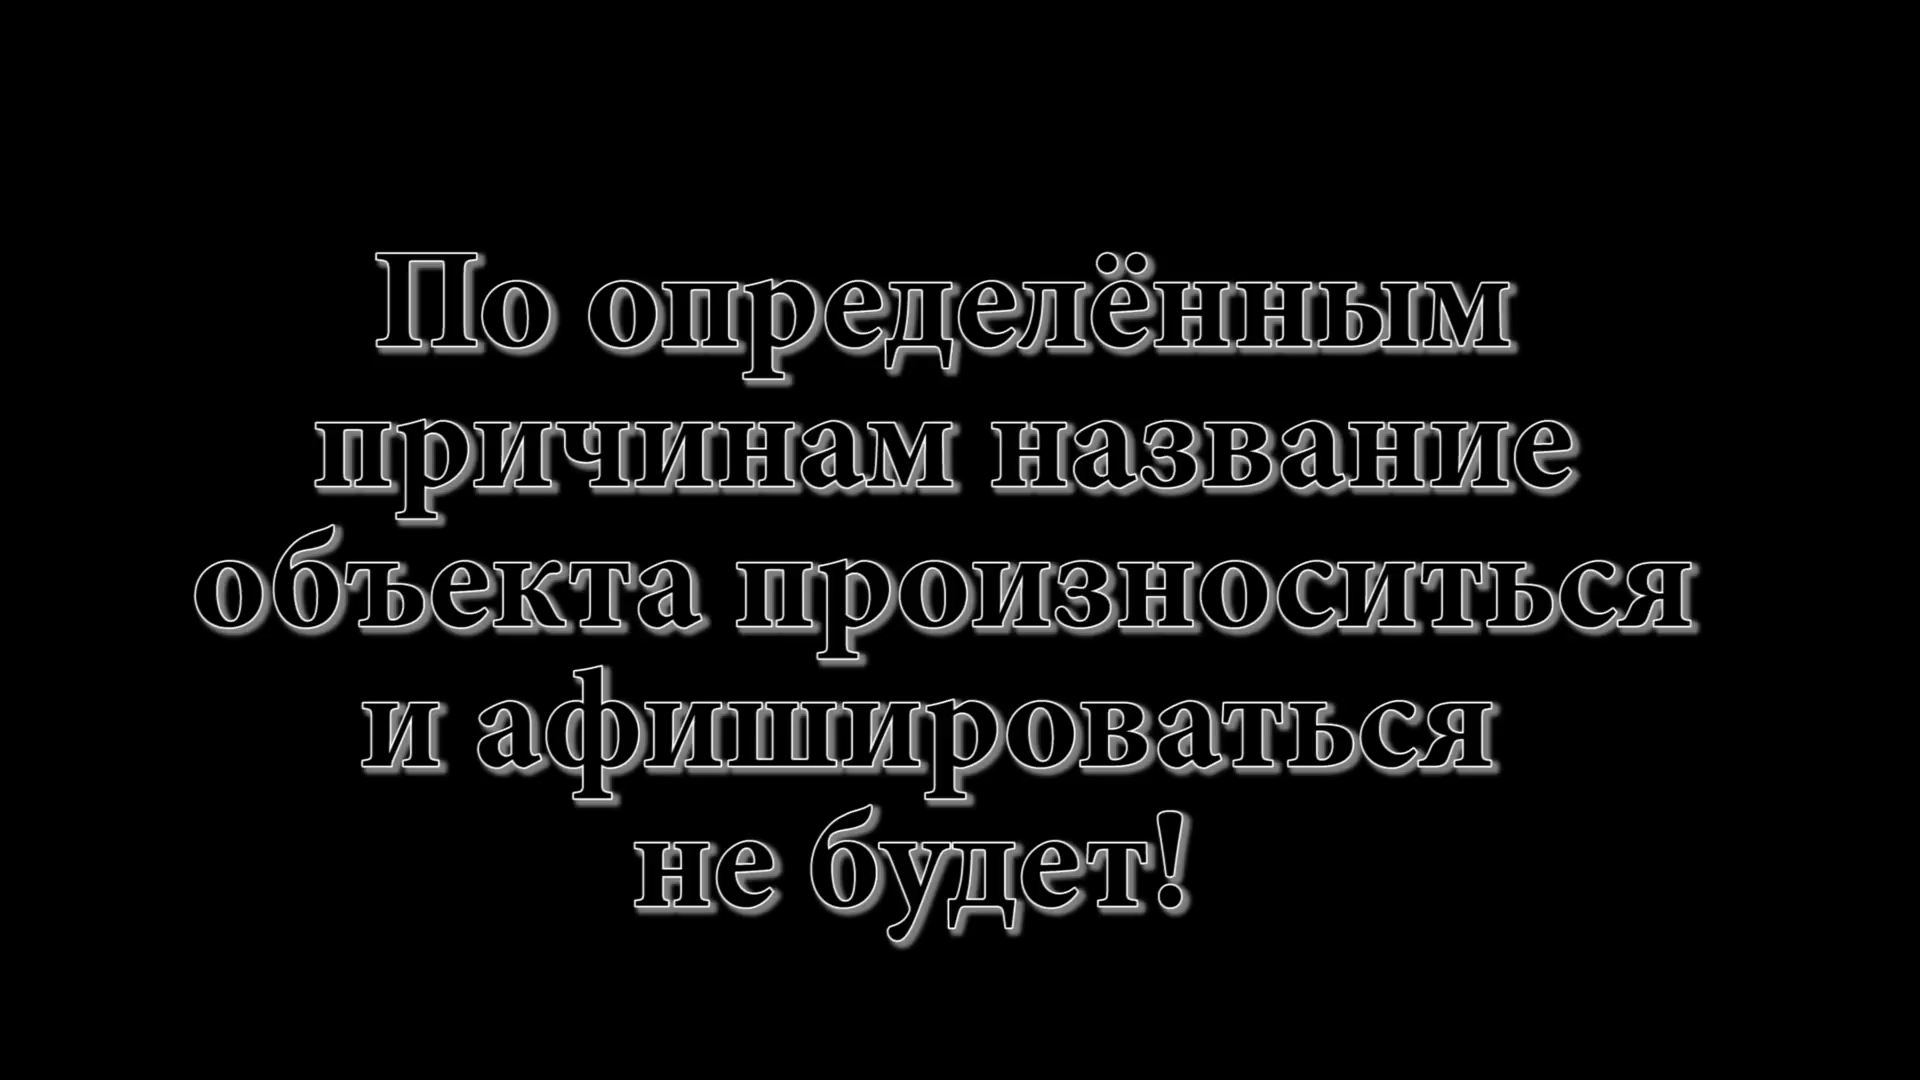 По определённым
причинам название
объекта произноситься
и афишироваться
не будет!